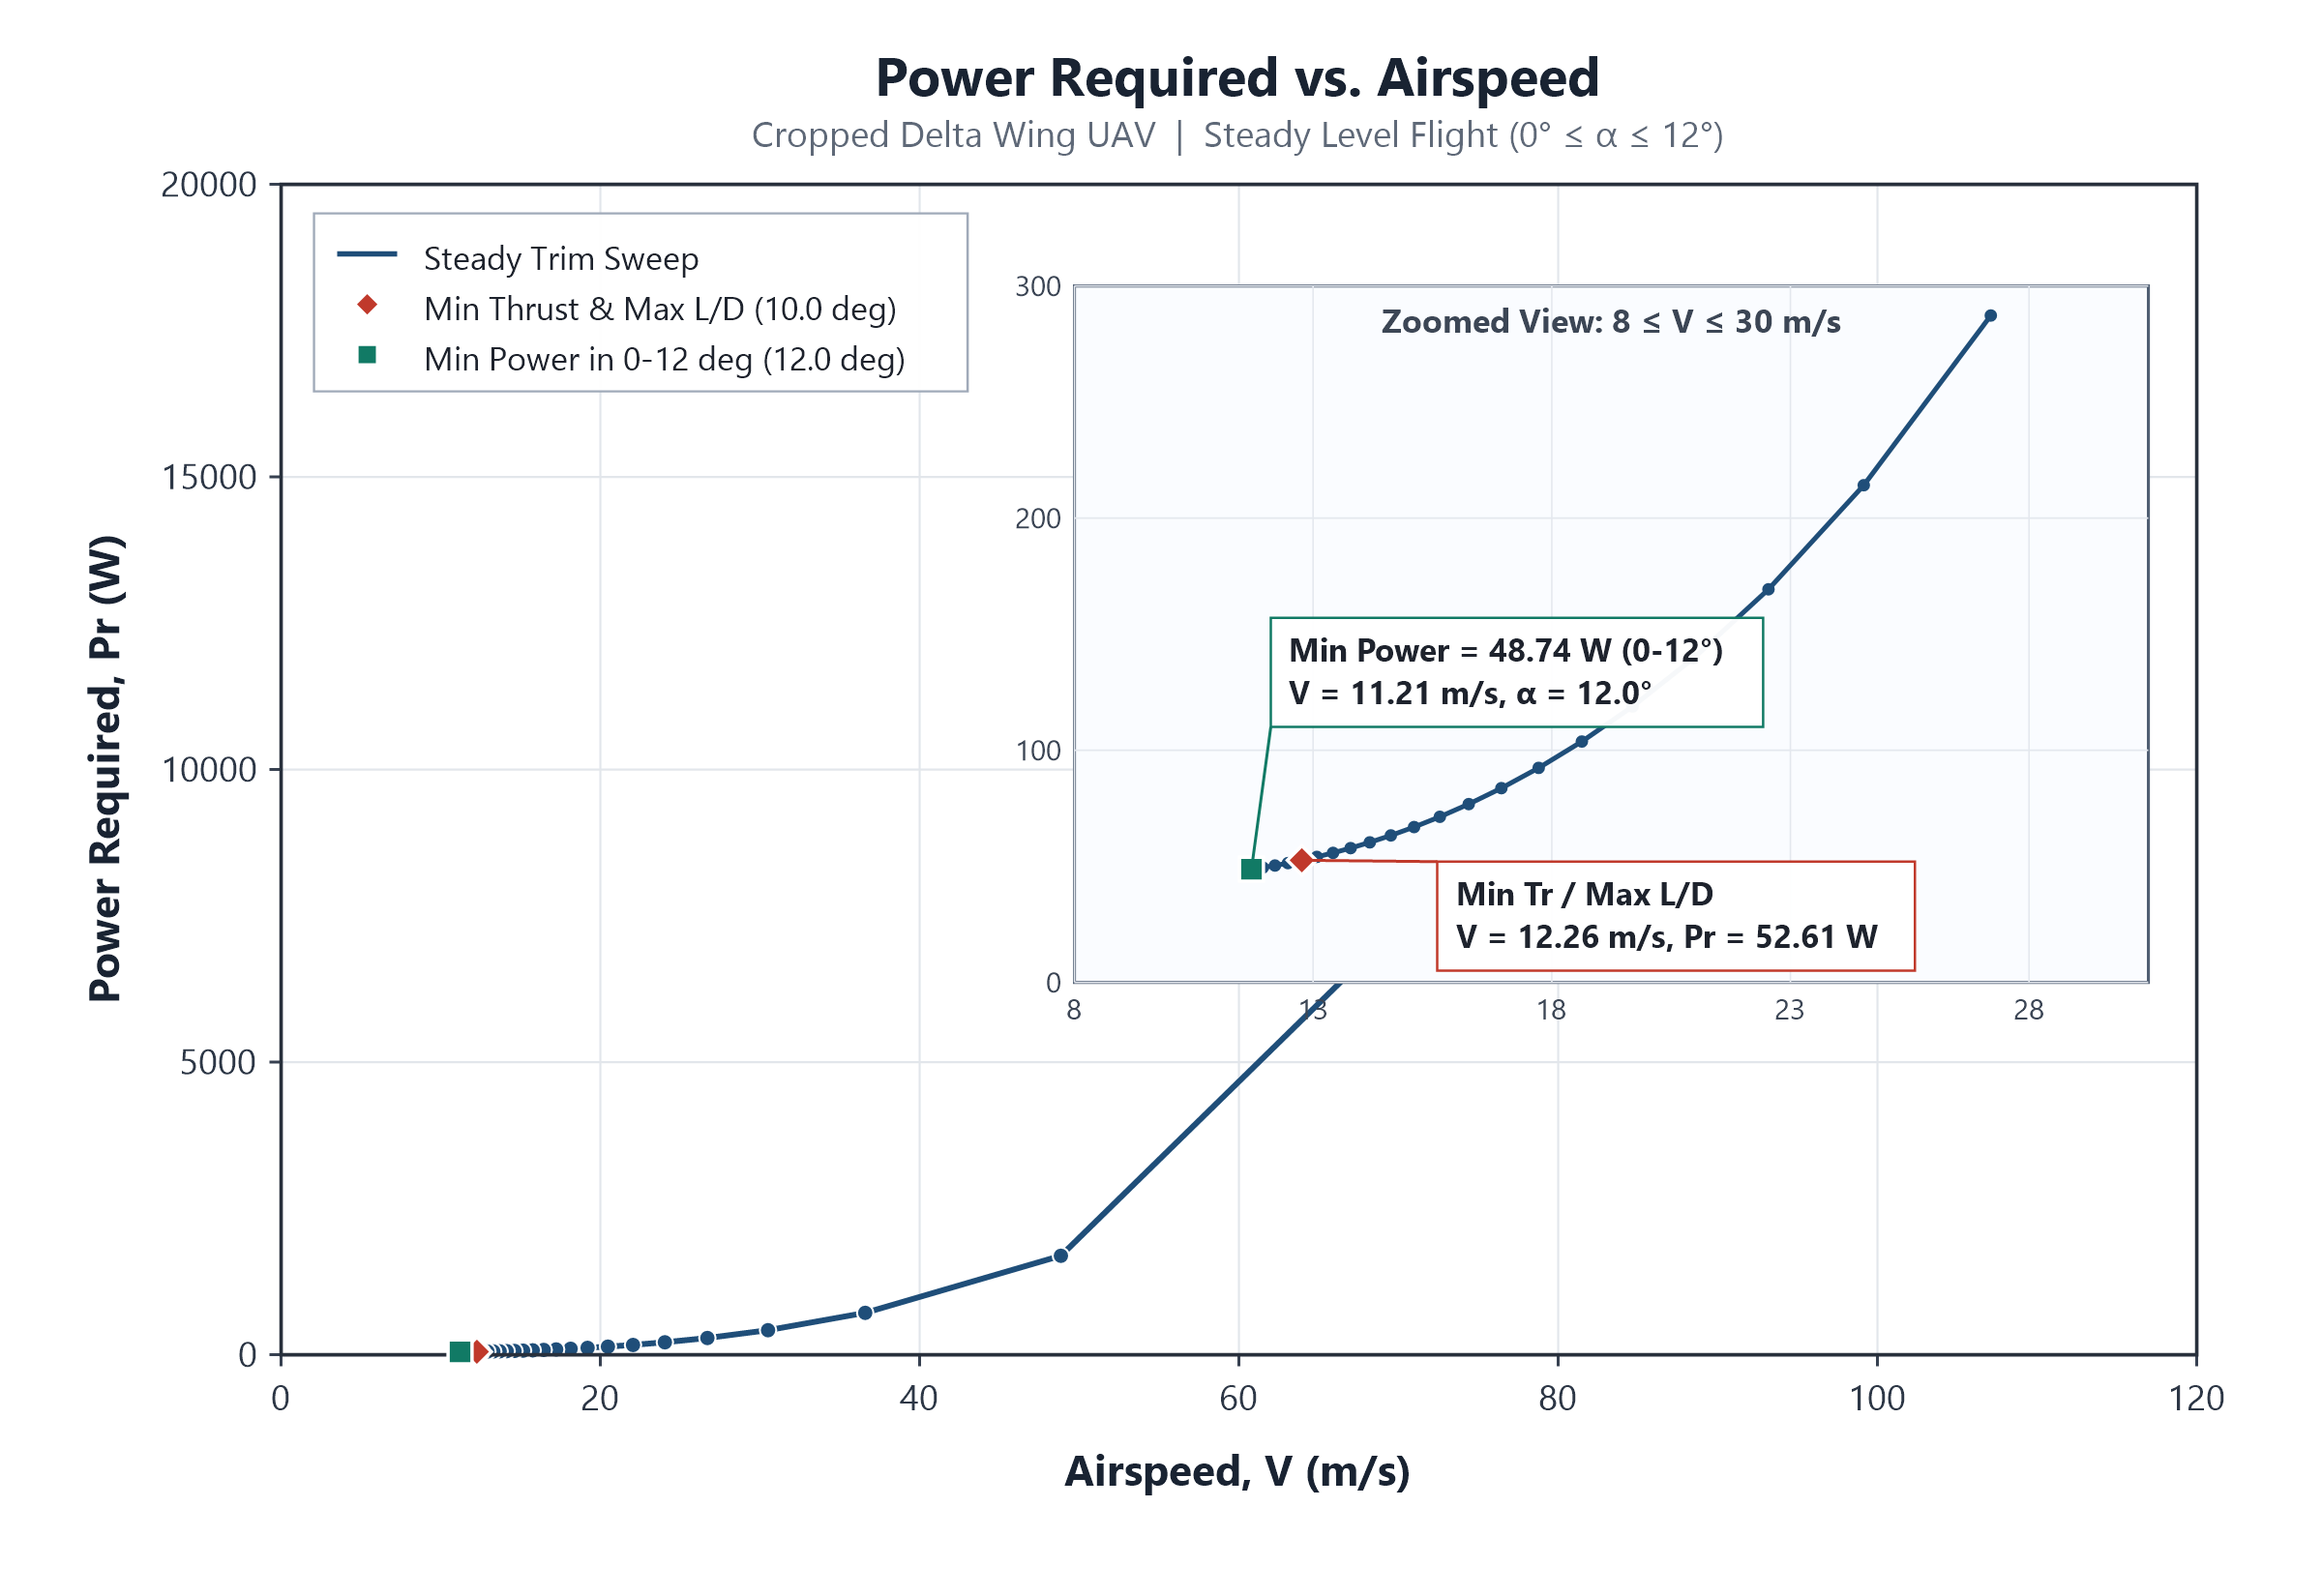 Power Required vs. Airspeed
Cropped Delta Wing UAV | Steady Level Flight (0° ≤ α ≤ 12°)
Power Required, Pr (W)
20000
15000
10000
5000
0
Steady Trim Sweep
Min Thrust & Max L/D (10.0 deg)
Min Power in 0-12 deg (12.0 deg)
Zoomed View: 8 ≤ V ≤ 30 m/s
300
200
100
0
Min Power = 48.74 W (0-12°)
V = 11.21 m/s, α = 12.0°
Min Tr / Max L/D
V = 12.26 m/s, Pr = 52.61 W
8 13 18 23 28
0 20 40 60 80 100 120
Airspeed, V (m/s)